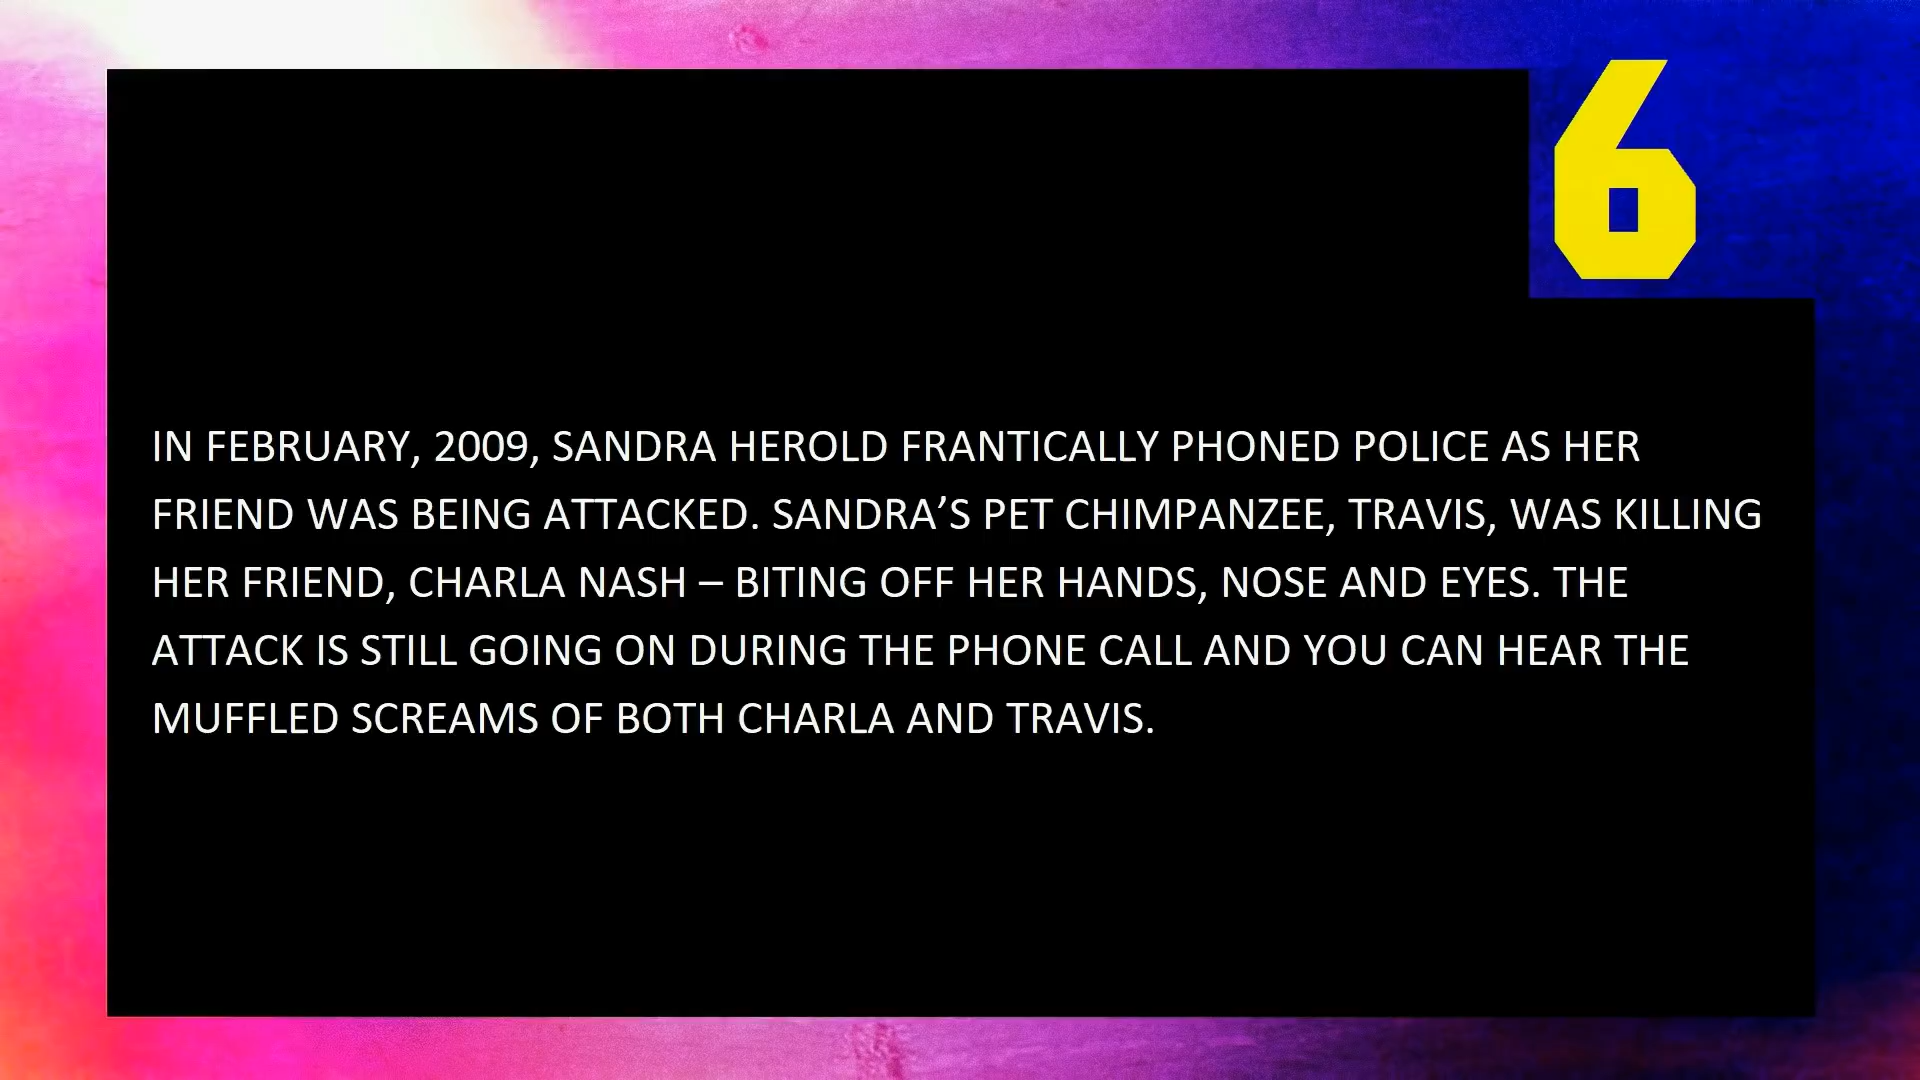 6
IN FEBRUARY, 2009, SANDRA HEROLD FRANTICALLY PHONED POLICE AS HER
FRIEND WAS BEING ATTACKED. SANDRA’S PET CHIMPANZEE, TRAVIS, WAS KILLING
HER FRIEND, CHARLA NASH – BITING OFF HER HANDS, NOSE AND EYES. THE
ATTACK IS STILL GOING ON DURING THE PHONE CALL AND YOU CAN HEAR THE
MUFFLED SCREAMS OF BOTH CHARLA AND TRAVIS.